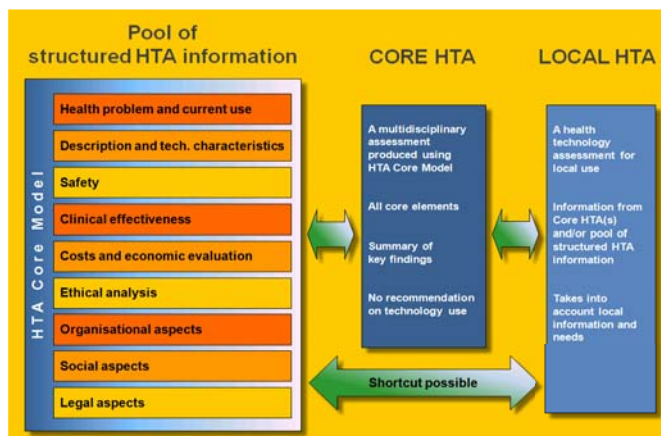 Pool of
structured HTA information
CORE HTA
LOCAL HTA
HTA Core Model
Health problem and current use
Description and tech. characteristics
Safety
Clinical effectiveness
Costs and economic evaluation
Ethical analysis
Organisational aspects
Social aspects
Legal aspects
A multidisciplinary
assessment
produced using
HTA Core Model
All core elements
Summary of
key findings
No recommendation
on technology use
A health
technology
assessment for
local use
Information from
Core HTA(s)
and/or pool of
structured HTA
information
Takes into
account local
information and
needs
Shortcut possible